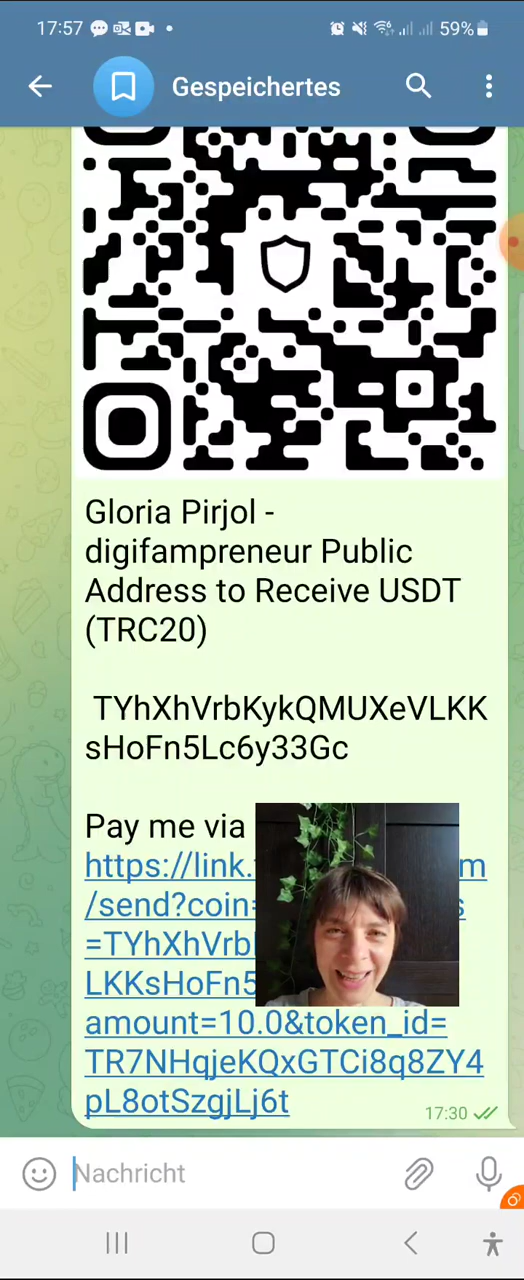 17:57
59%
Gespeichertes
Gloria Pirjol -
digifampreneur Public
Address to Receive USDT
(TRC20)
TYhXhVrbKykQMUXeVLKK
sHoFn5Lc6y33Gc
Pay me via
https://link. m
/send?coin= s
=TYhXhVrb
LKKsHoFn5
amount=10.0&token_id=
TR7NHqjeKQxGTCi8q8ZY4
pL8otSzgjLj6t
17:30
Nachricht